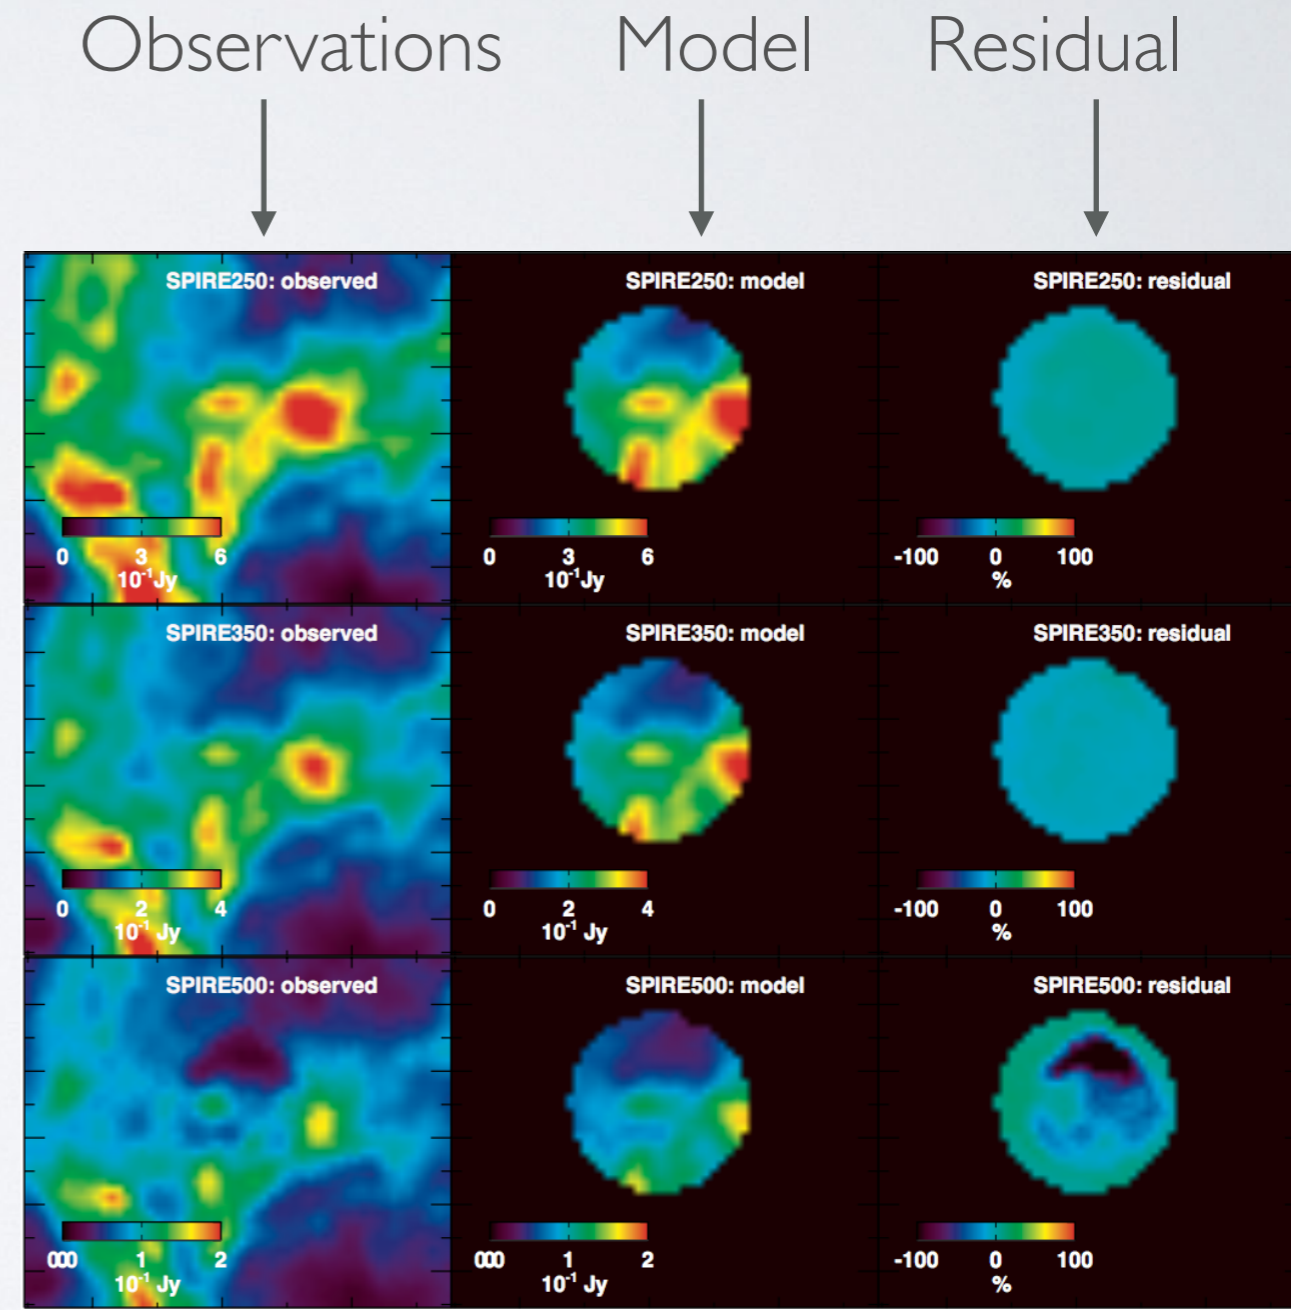 Observations Model Residual
SPIRE250: observed SPIRE250: model SPIRE250: residual
0 3 6 0 3 6 -100 0 100
10⁻¹Jy 10⁻¹Jy %
SPIRE350: observed SPIRE350: model SPIRE350: residual
0 2 4 0 2 4 -100 0 100
10⁻¹ Jy 10⁻¹ Jy %
SPIRE500: observed SPIRE500: model SPIRE500: residual
000 1 2 000 1 2 -100 0 100
10⁻¹ Jy 10⁻¹ Jy %